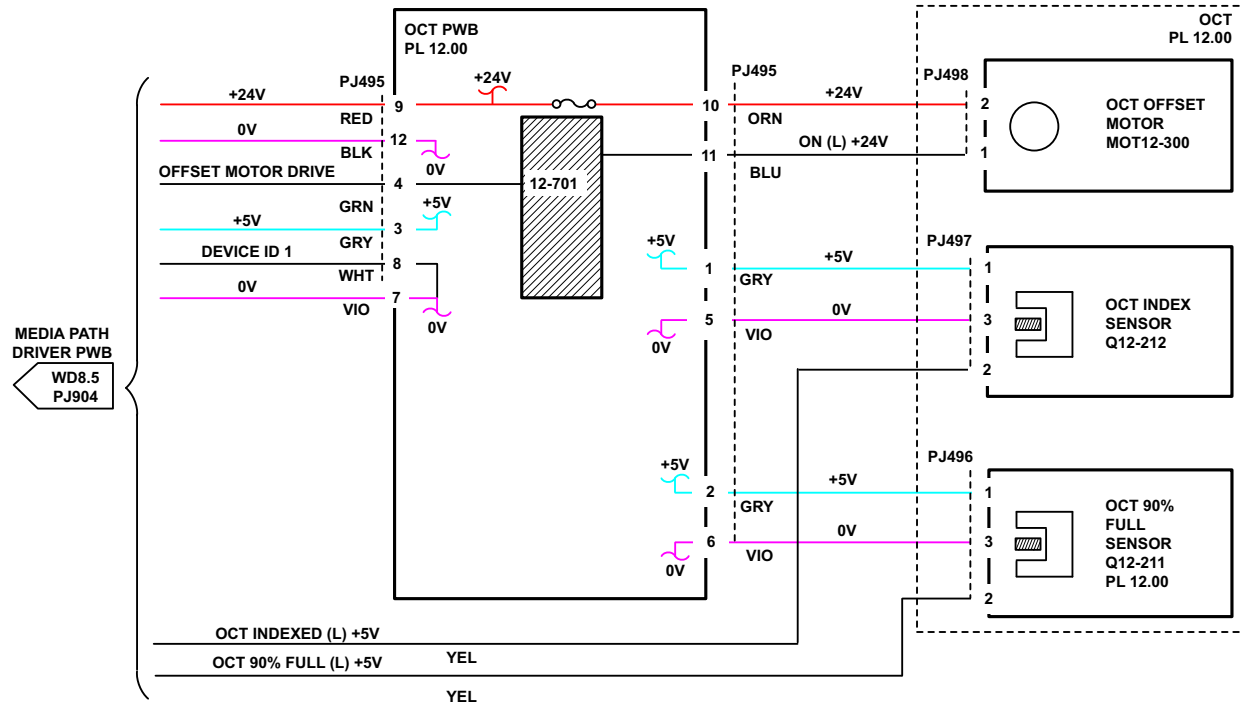 OCT PWB
PL 12.00
OCT
PL 12.00
PJ495
+24V
PJ495
PJ498
+24V
9
RED
10
+24V
ORN
2
OCT OFFSET
MOTOR
MOT12-300
0V
12
BLK
0V
11
ON (L) +24V
BLU
1
OFFSET MOTOR DRIVE
4
GRN
12-701
+5V
3
GRY
+5V
DEVICE ID 1
8
WHT
0V
7
VIO
0V
PJ497
+5V
1
+5V
GRY
1
OCT INDEX
SENSOR
Q12-212
0V
5
0V
VIO
3
2
MEDIA PATH
DRIVER PWB
WD8.5
PJ904
PJ496
+5V
2
+5V
GRY
1
OCT 90%
FULL
SENSOR
Q12-211
PL 12.00
0V
6
0V
VIO
3
2
OCT INDEXED (L) +5V
YEL
OCT 90% FULL (L) +5V
YEL